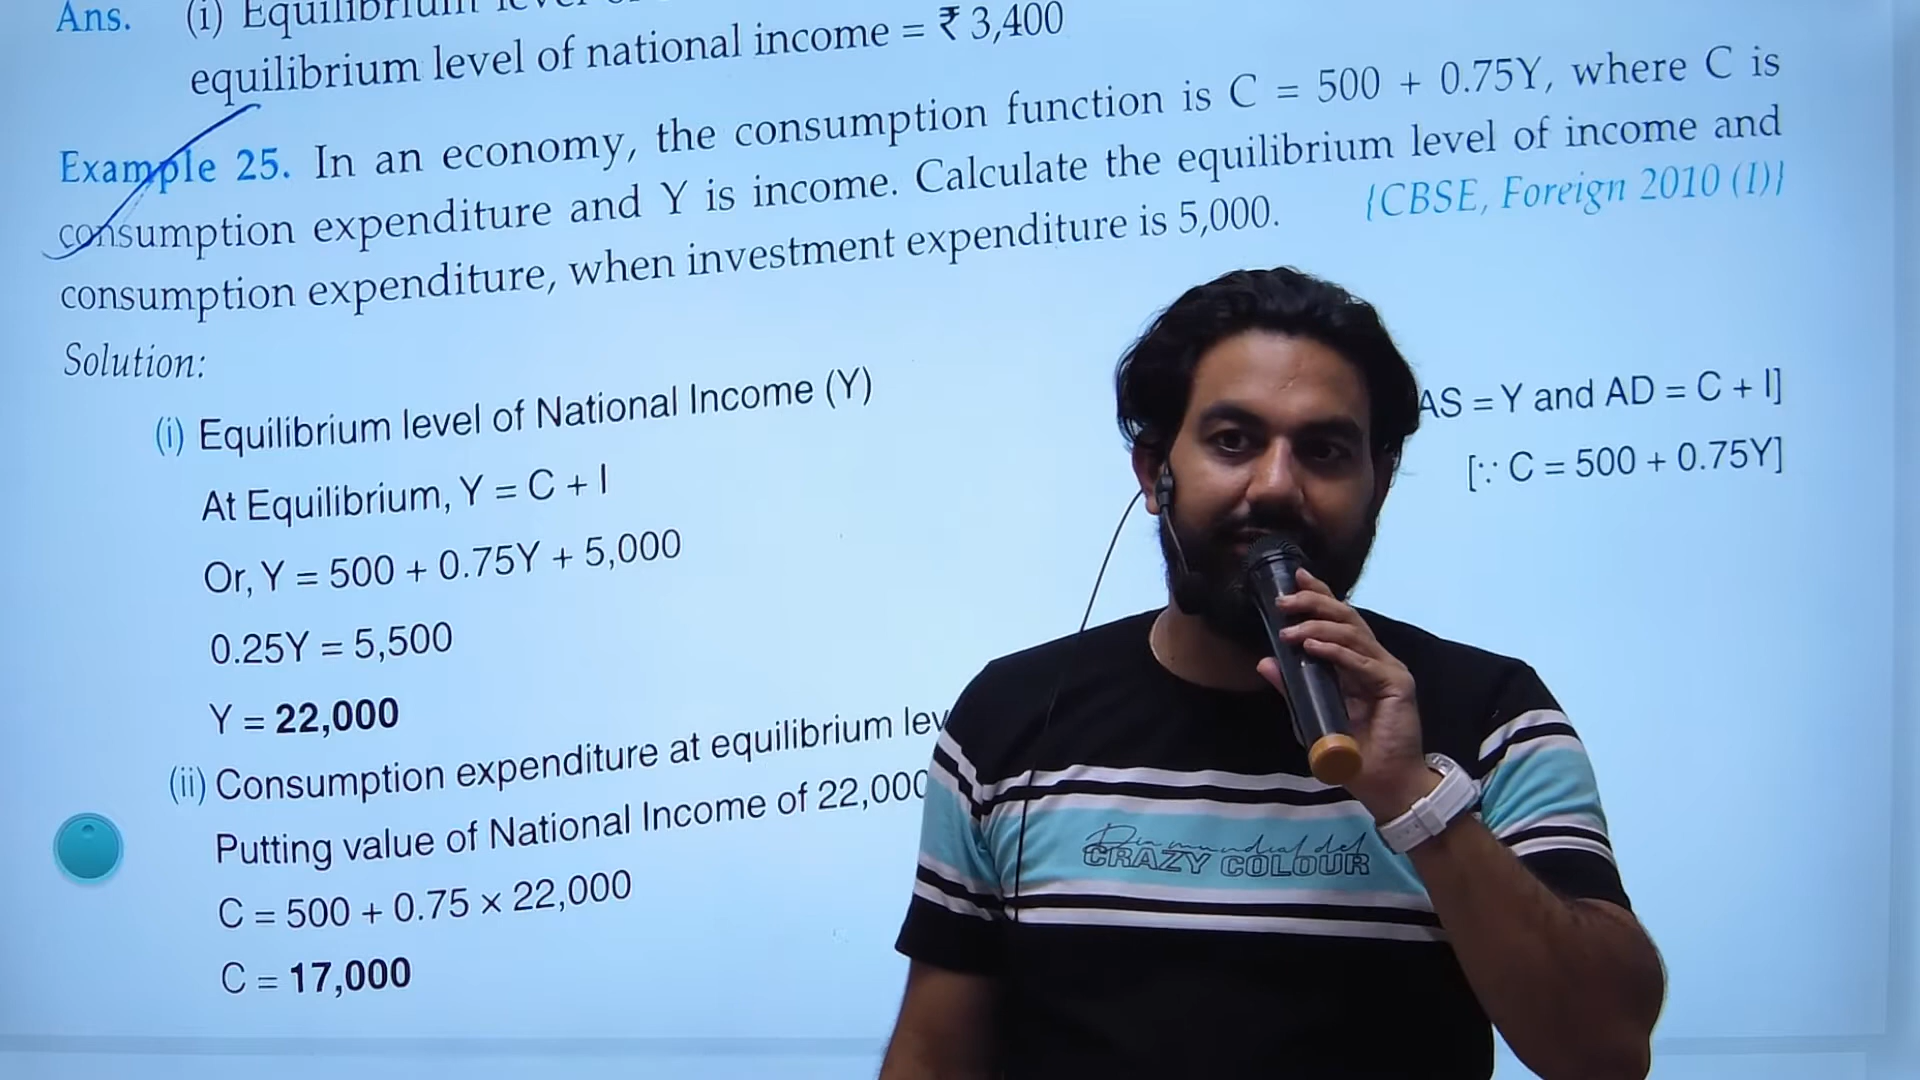 Ans. (i) Equilibrium level
equilibrium level of national income = ₹ 3,400
Example 25. In an economy, the consumption function is C = 500 + 0.75Y, where C is
consumption expenditure and Y is income. Calculate the equilibrium level of income and
consumption expenditure, when investment expenditure is 5,000. {CBSE, Foreign 2010 (I)}
Solution:
(i) Equilibrium level of National Income (Y)
At Equilibrium, Y = C + I AS = Y and AD = C + I]
Or, Y = 500 + 0.75Y + 5,000 [∵ C = 500 + 0.75Y]
0.25Y = 5,500
Y = 22,000
(ii) Consumption expenditure at equilibrium lev
Putting value of National Income of 22,000
C = 500 + 0.75 × 22,000
C = 17,000
CRAZY COLOUR